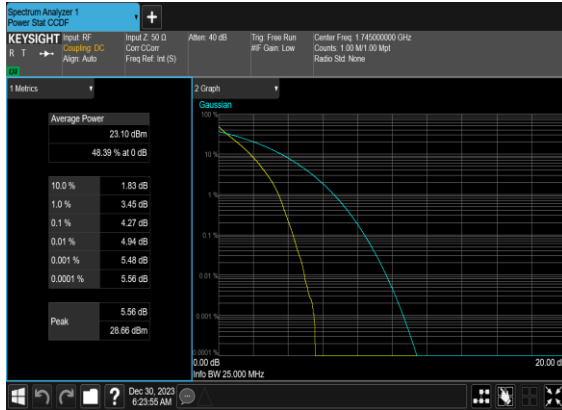 Spectrum Analyzer 1
Power Stat CCDF
+
KEYSIGHT
R T
LU
Input: RF
Coupling: DC
Align: Auto
Input Z: 50 Ω
Corr CCorr
Freq Ref: Int (S)
Atten: 40 dB
Trig: Free Run
#IF Gain: Low
Center Freq: 1.745000000 GHz
Counts: 1.00 M/1.00 Mpt
Radio Std: None
1 Metrics
Average Power
23.10 dBm
48.39 % at 0 dB
10.0 % 1.83 dB
1.0 % 3.45 dB
0.1 % 4.27 dB
0.01 % 4.94 dB
0.001 % 5.48 dB
0.0001 % 5.56 dB
Peak
5.56 dB
28.66 dBm
2 Graph
Gaussian
100 %
10 %
1 %
0.1 %
0.01 %
0.001 %
0.0001 %
0.00 dB
20.00 d
Info BW 25.000 MHz
?
Dec 30, 2023
6:23:55 AM